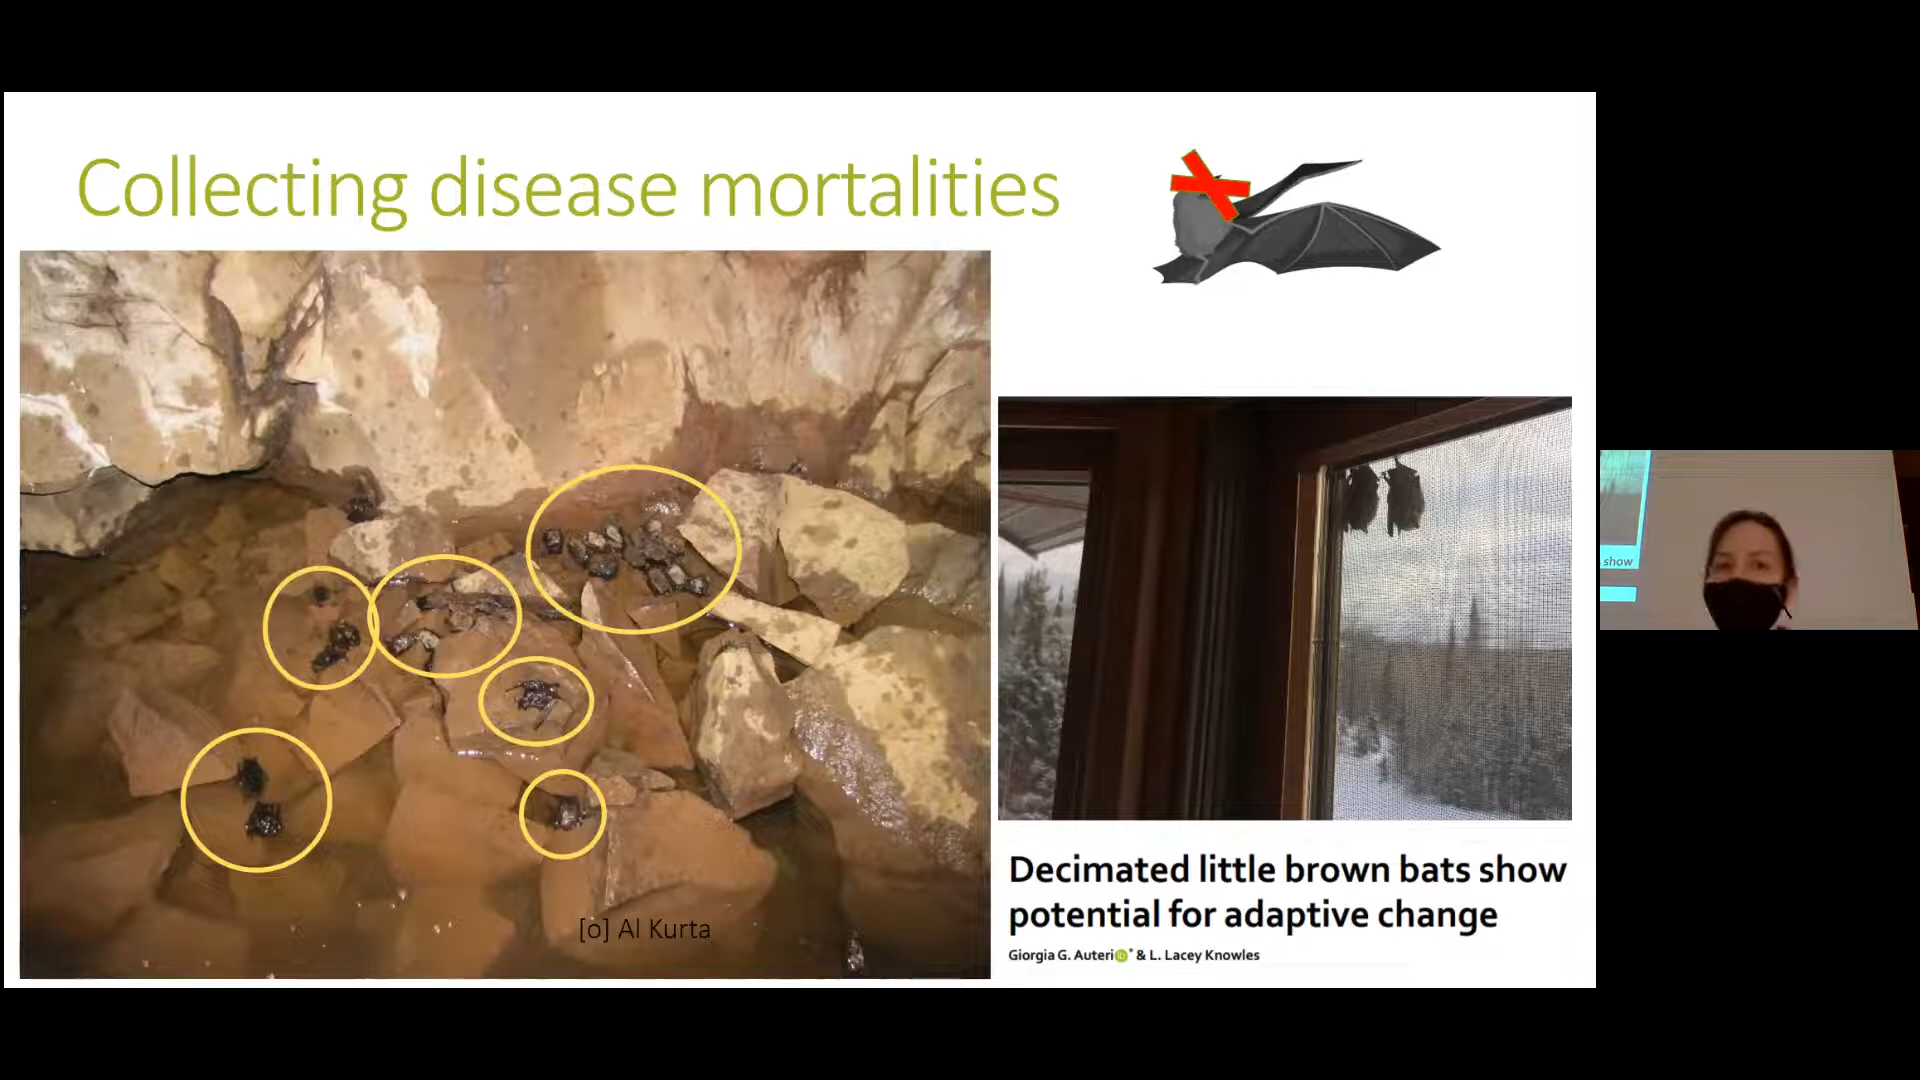 Collecting disease mortalities
[o] Al Kurta
Decimated little brown bats show
potential for adaptive change
Giorgia G. Auteri iD * & L. Lacey Knowles
show